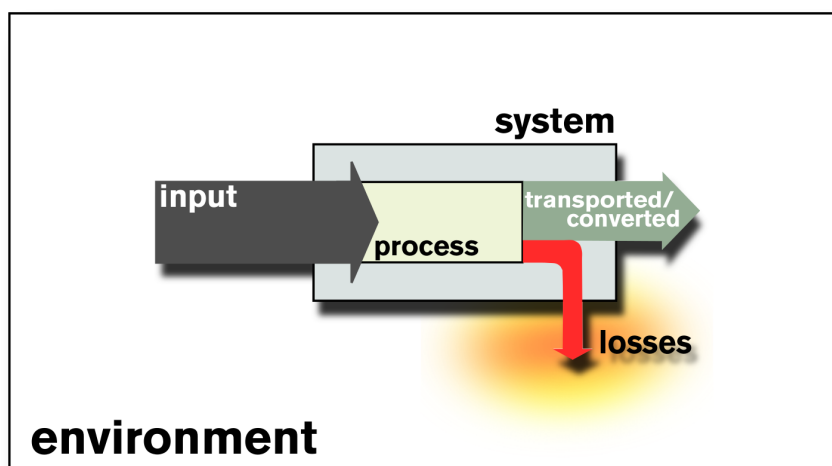 system
input
transported/
converted
process
losses
environment